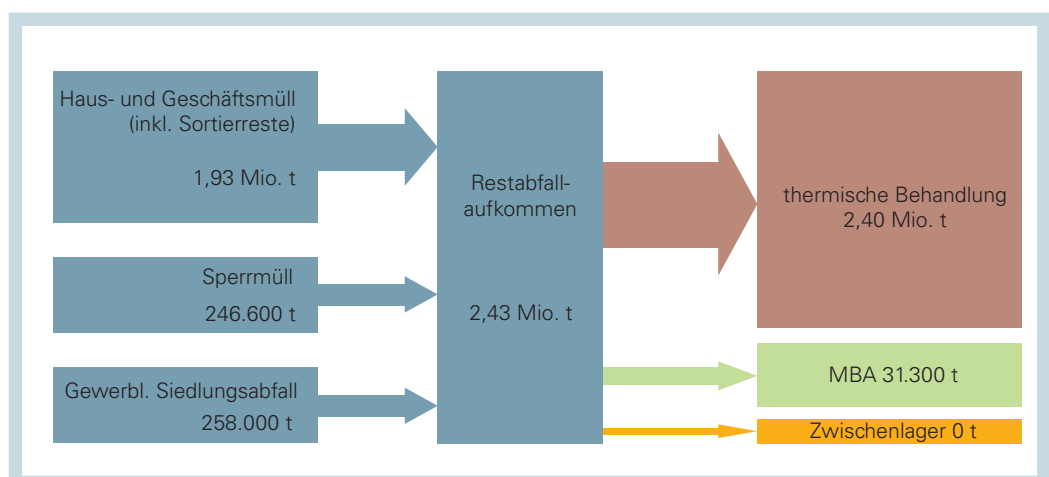 Haus- und Geschäftsmüll
(inkl. Sortierreste)
1,93 Mio. t
Sperrmüll
246.600 t
Gewerbl. Siedlungsabfall
258.000 t
Restabfall-
aufkommen
2,43 Mio. t
thermische Behandlung
2,40 Mio. t
MBA 31.300 t
Zwischenlager 0 t